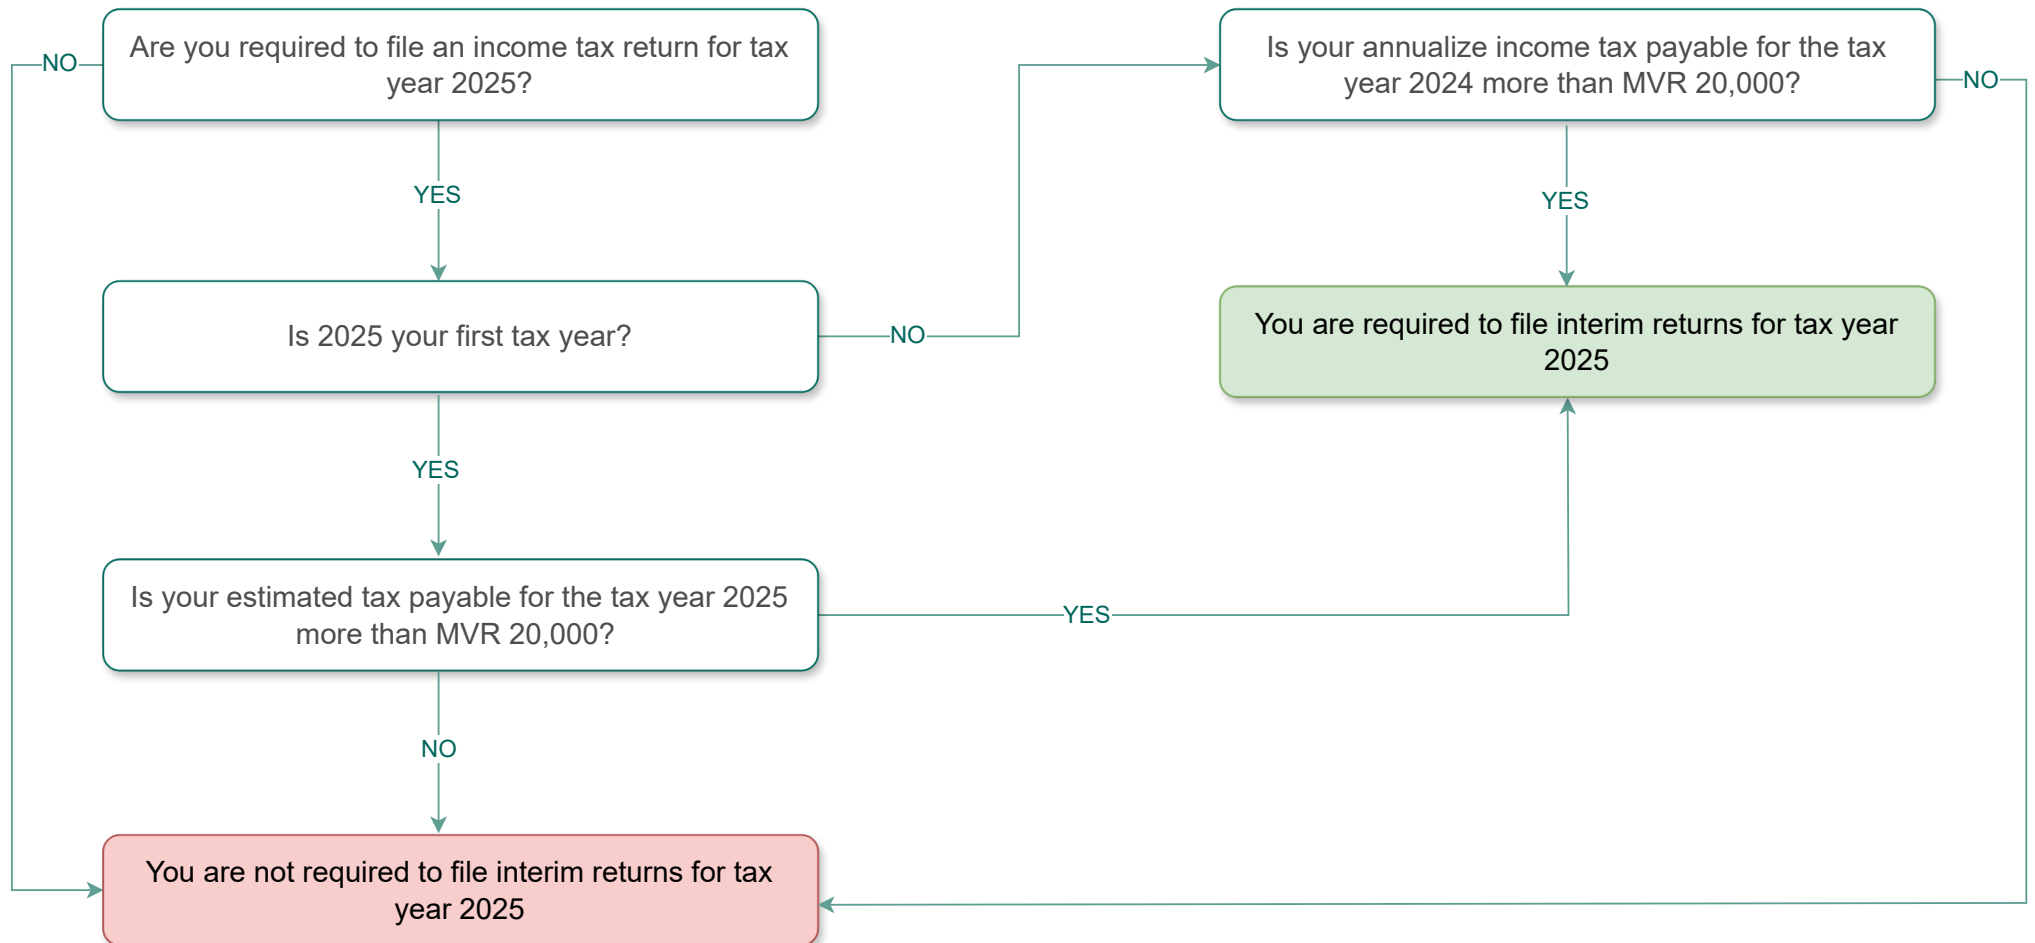 Are you required to file an income tax return for tax
year 2025?
NO
YES
Is 2025 your first tax year?
NO
YES
Is your annualize income tax payable for the tax
year 2024 more than MVR 20,000?
NO
YES
You are required to file interim returns for tax year
2025
Is your estimated tax payable for the tax year 2025
more than MVR 20,000?
YES
NO
You are not required to file interim returns for tax
year 2025